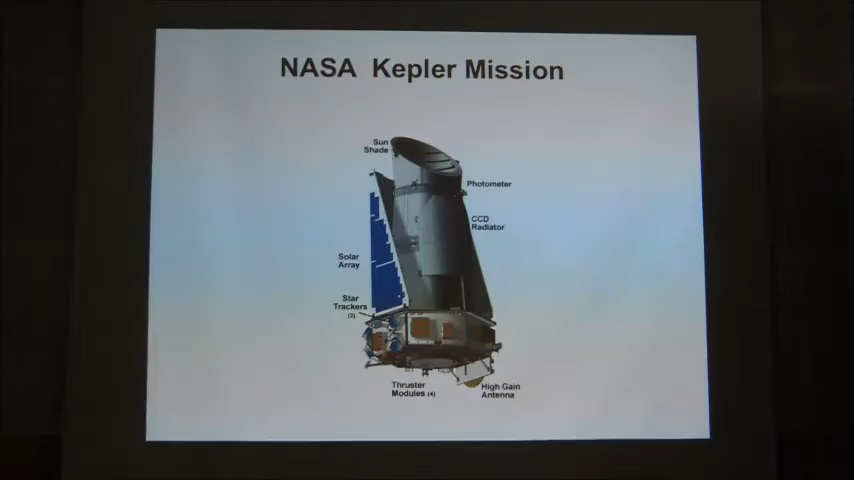 NASA Kepler Mission
Sun
Shade
Photometer
CCD
Radiator
Solar
Array
Star
Trackers
(2)
Thruster
Modules (4)
High Gain
Antenna